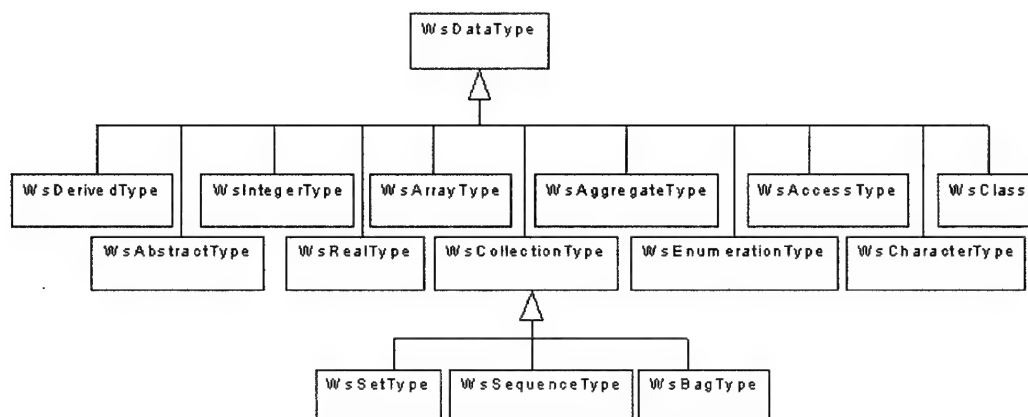 WsDataType
WsDerivedType
WsIntegerType
WsArrayType
WsAggregateType
WsAccessType
WsClass
WsAbstractType
WsRealType
WsCollectionType
WsEnumerationType
WsCharacterType
WsSetType
WsSequenceType
WsBagType